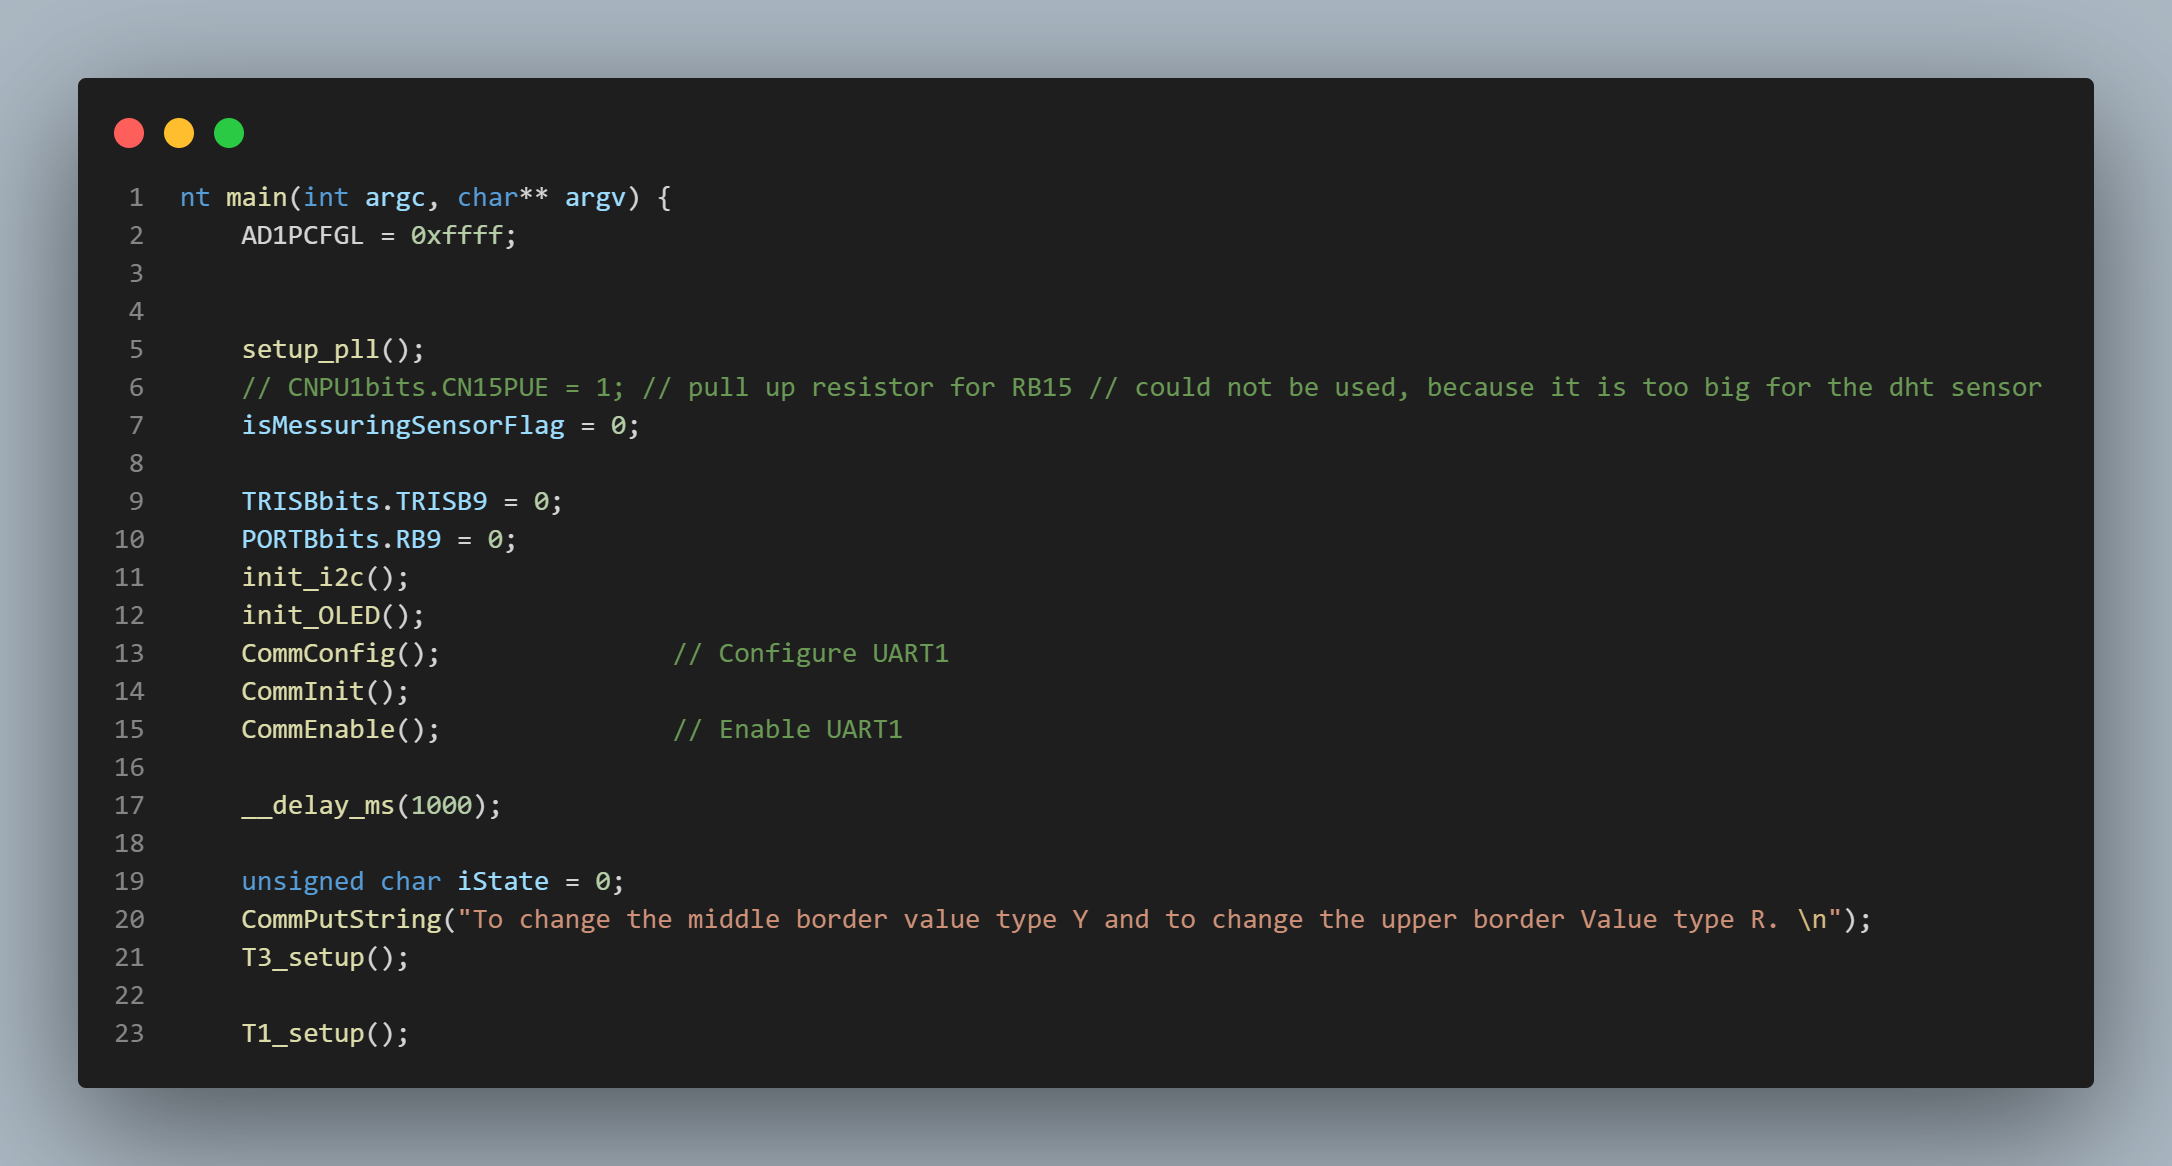 1 nt main(int argc, char** argv) {
2 AD1PCFGL = 0xffff;
3
4
5 setup_pll();
6 // CNPU1bits.CN15PUE = 1; // pull up resistor for RB15 // could not be used, because it is too big for the dht sensor
7 isMessuringSensorFlag = 0;
8
9 TRISBbits.TRISB9 = 0;
10 PORTBbits.RB9 = 0;
11 init_i2c();
12 init_OLED();
13 CommConfig(); // Configure UART1
14 CommInit();
15 CommEnable(); // Enable UART1
16
17 __delay_ms(1000);
18
19 unsigned char iState = 0;
20 CommPutString("To change the middle border value type Y and to change the upper border Value type R. \n");
21 T3_setup();
22
23 T1_setup();